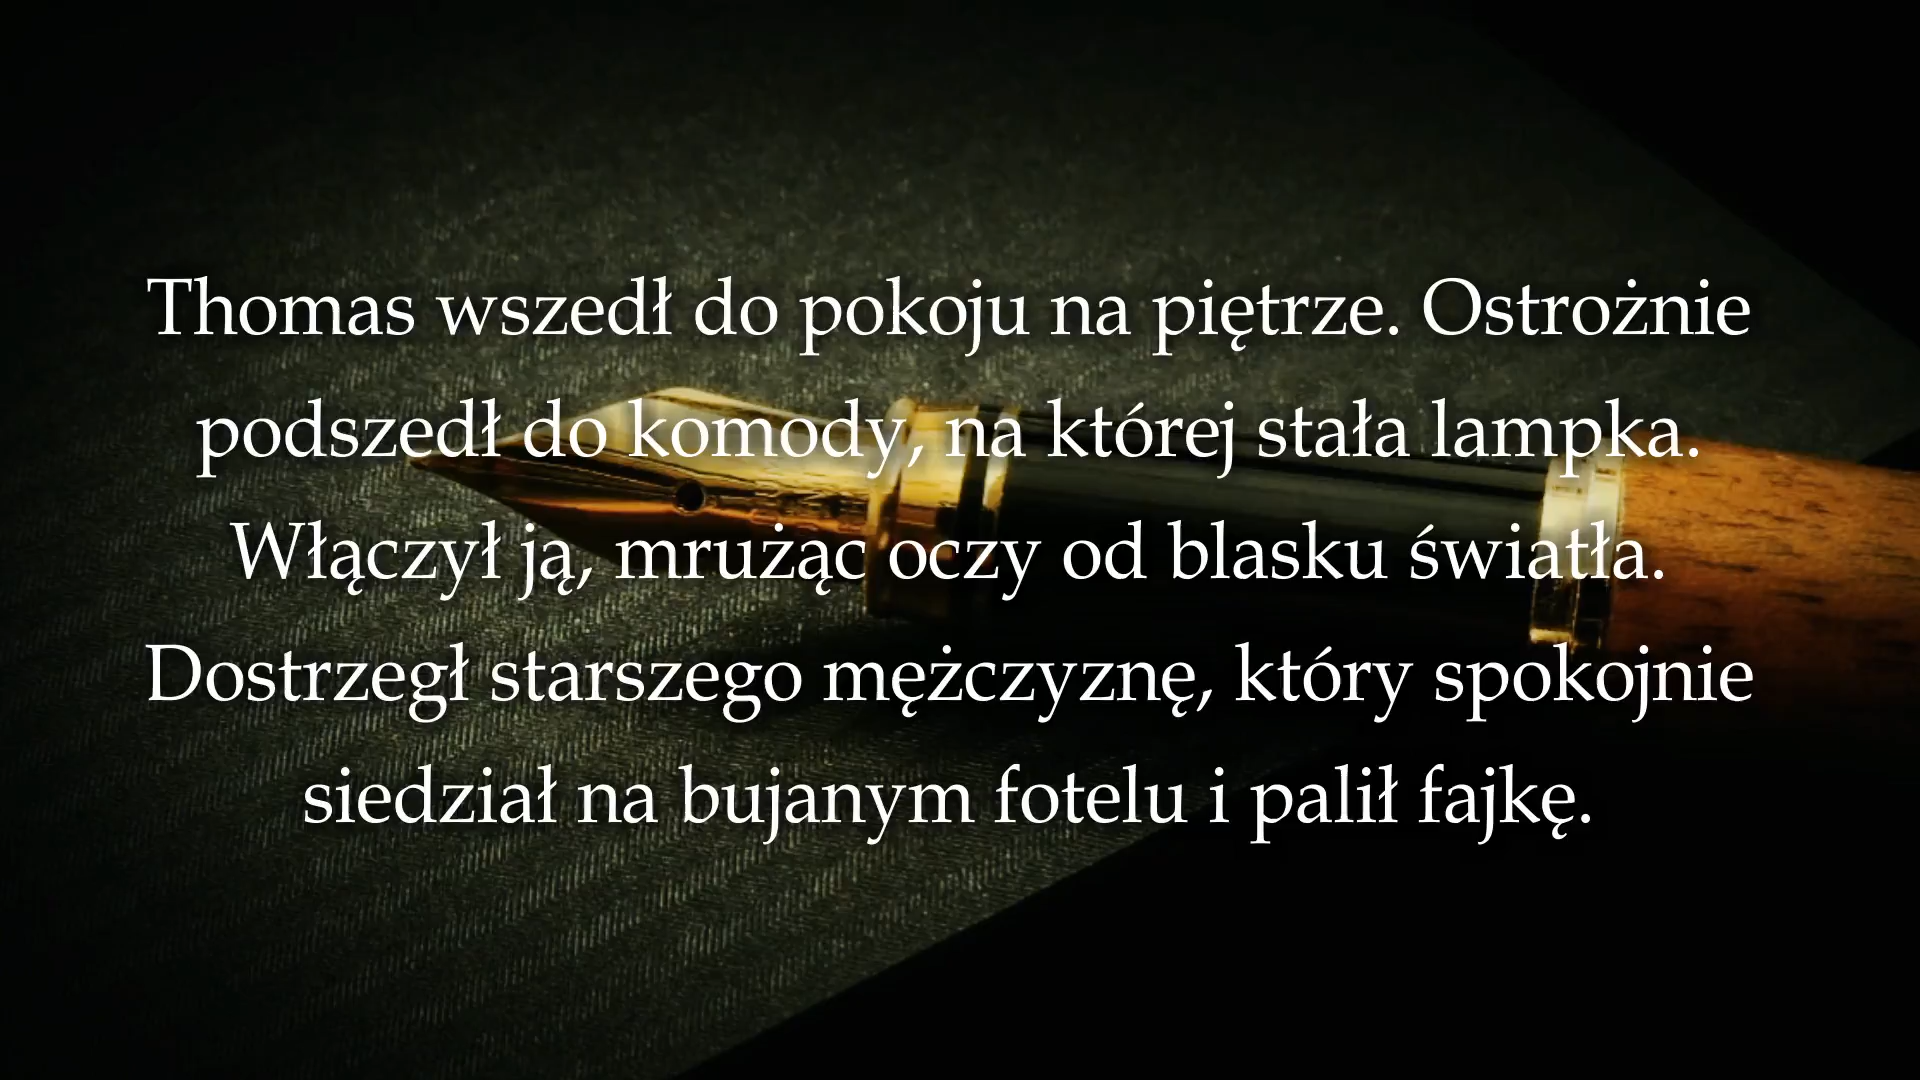 Thomas wszedł do pokoju na piętrze. Ostrożnie
podszedł do komody, na której stała lampka.
Włączył ją, mrużąc oczy od blasku światła.
Dostrzegł starszego mężczyznę, który spokojnie
siedział na bujanym fotelu i palił fajkę.